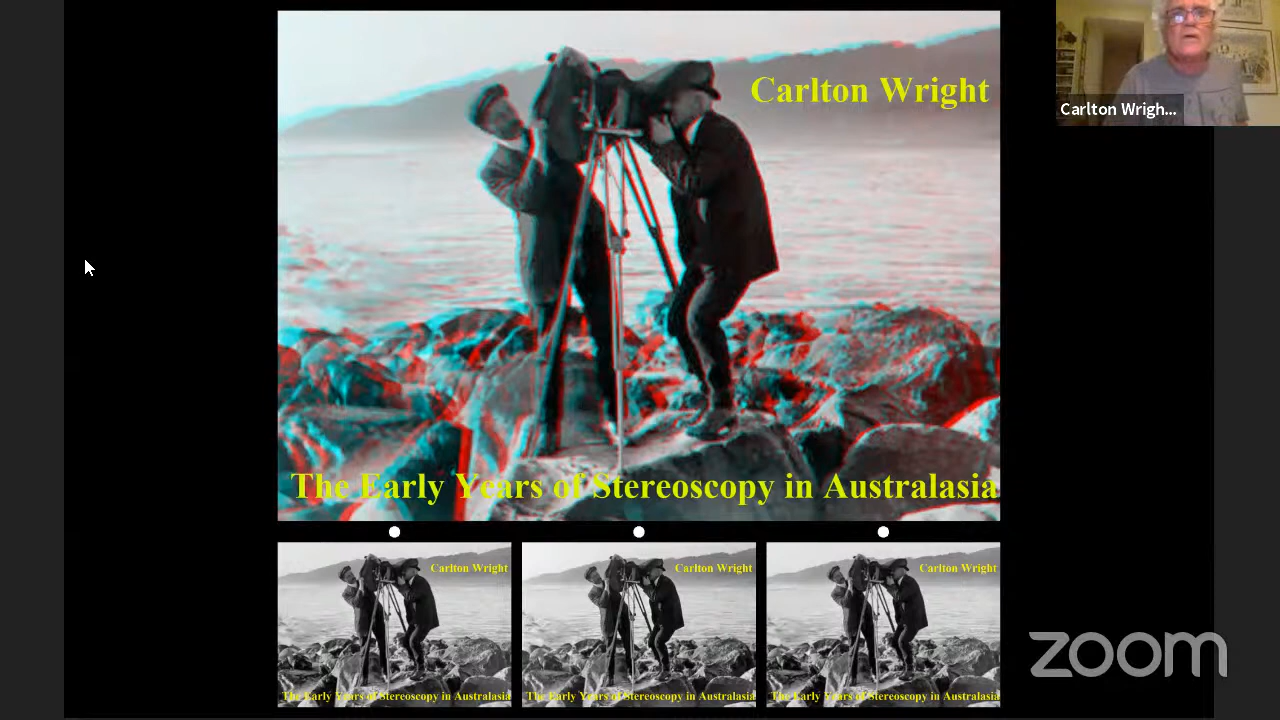 Carlton Wright
Carlton Wrigh...
The Early Years of Stereoscopy in Australasia
Carlton Wright
Carlton Wright
Carlton Wright
The Early Years of Stereoscopy in Australasia
The Early Years of Stereoscopy in Australasia
The Early Years of Stereoscopy in Australasia
zoom